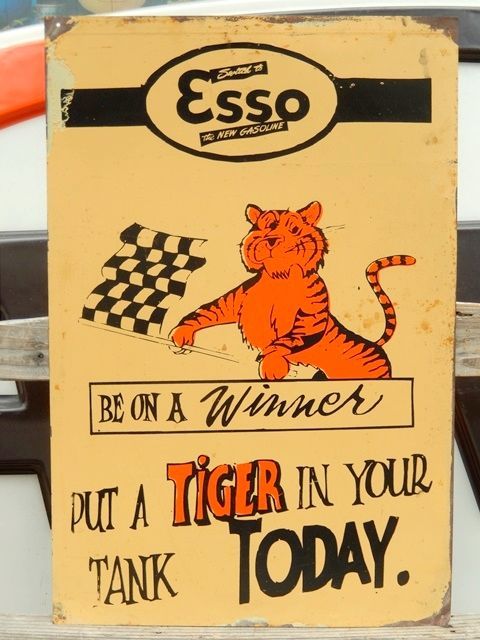 Switch to
Esso
the NEW GASOLINE
BE ON A Winner
PUT A TIGER IN YOUR
TANK TODAY.